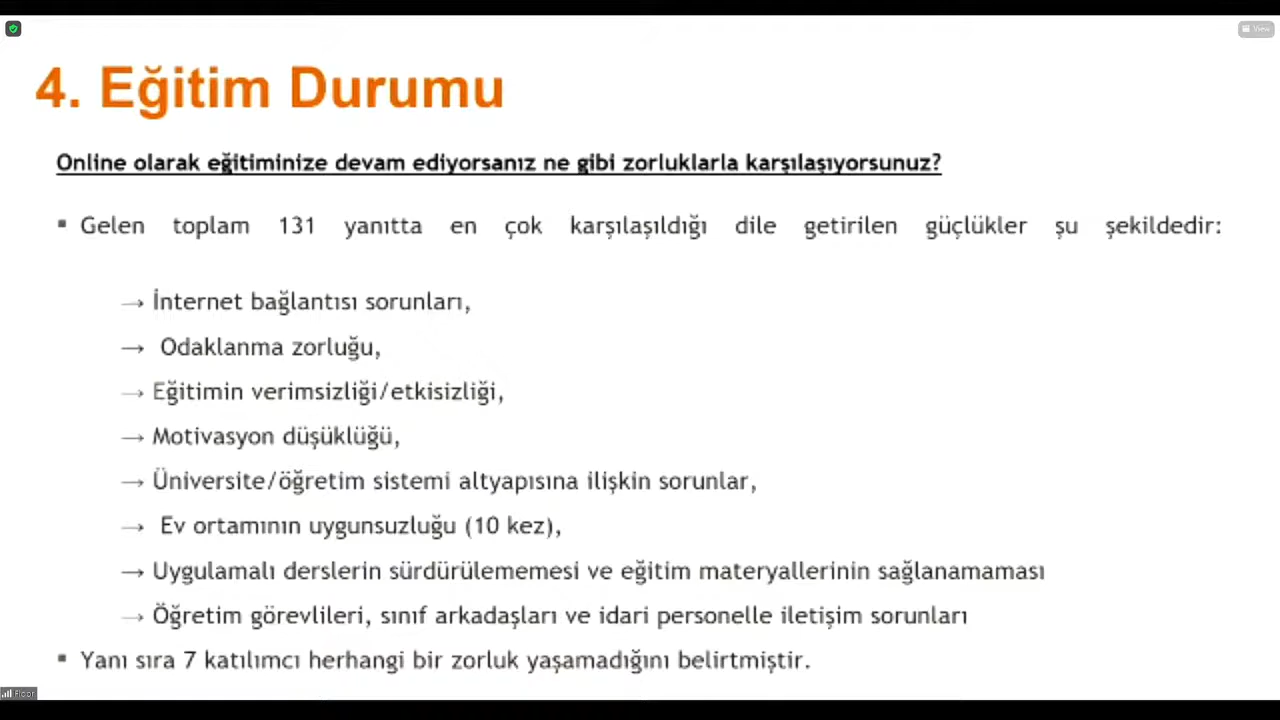 View
4. Eğitim Durumu
Online olarak eğitiminize devam ediyorsanız ne gibi zorluklarla karşılaşıyorsunuz?
▪ Gelen toplam 131 yanıtta en çok karşılaşıldığı dile getirilen güçlükler şu şekildedir:
→ İnternet bağlantısı sorunları,
→ Odaklanma zorluğu,
→ Eğitimin verimsizliği/etkisizliği,
→ Motivasyon düşüklüğü,
→ Üniversite/öğretim sistemi altyapısına ilişkin sorunlar,
→ Ev ortamının uygunsuzluğu (10 kez),
→ Uygulamalı derslerin sürdürülememesi ve eğitim materyallerinin sağlanamaması
→ Öğretim görevlileri, sınıf arkadaşları ve idari personelle iletişim sorunları
▪ Yanı sıra 7 katılımcı herhangi bir zorluk yaşamadığını belirtmiştir.
Floor